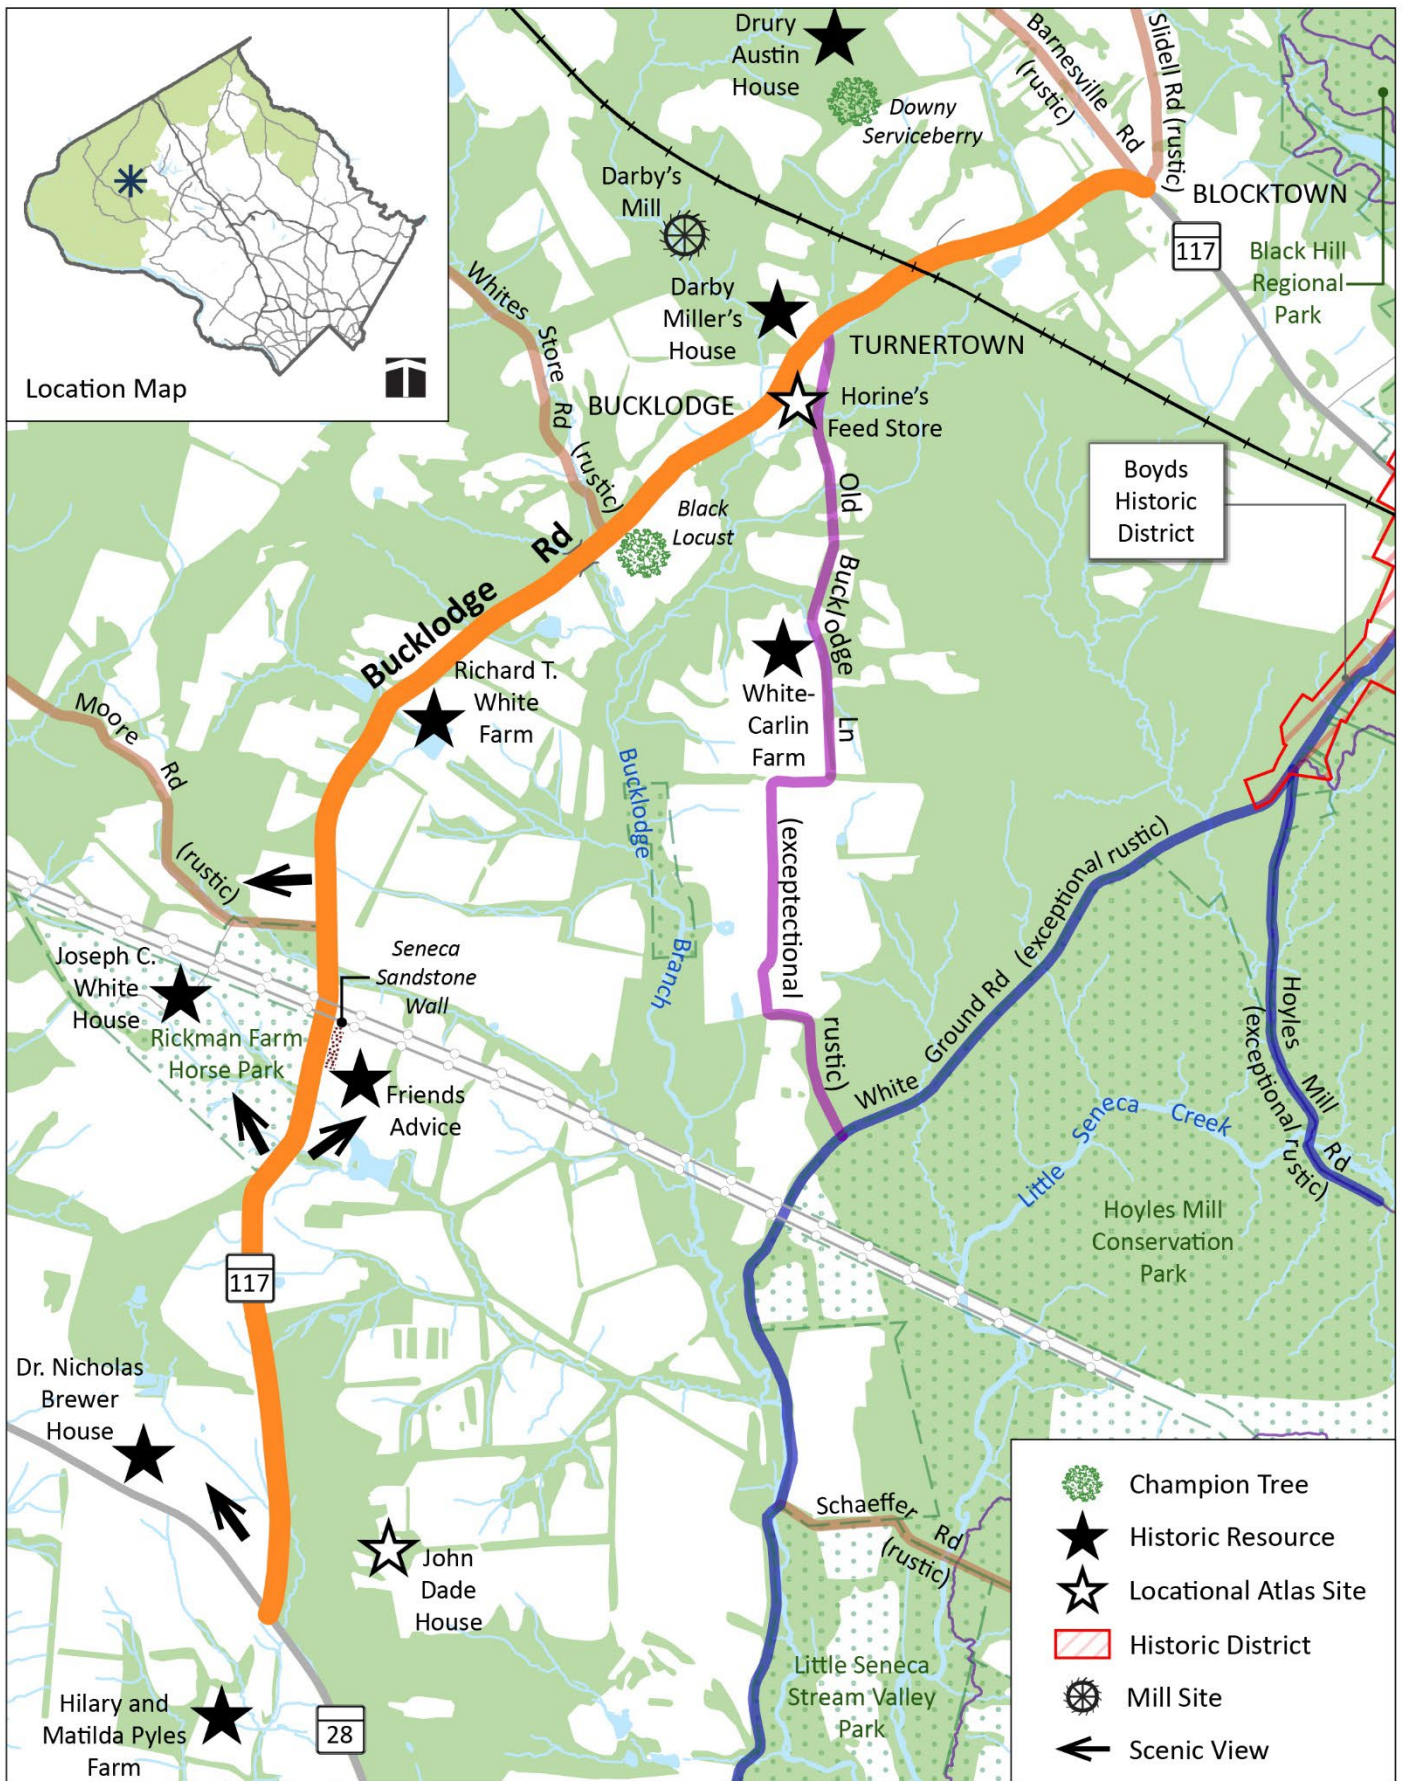 Location Map
Drury
Austin
House
Downy
Serviceberry
Barnesville Rd
(rustic)
Slidell Rd (rustic)
BLOCKTOWN
117
Black Hill
Regional
Park
Darby's
Mill
Darby
Miller's
House
Whites Store Rd (rustic)
TURNERTOWN
BUCKLODGE
Horine's
Feed Store
Boyds
Historic
District
Black
Locust
Bucklodge Rd
Old Bucklodge Ln
(exceptectional
rustic)
Richard T.
White
Farm
White-
Carlin
Farm
Moore Rd
(rustic)
Bucklodge
Branch
Seneca
Sandstone
Wall
Joseph C.
White
House
Rickman Farm
Horse Park
Friends
Advice
White Ground Rd (exceptional rustic)
Hoyles Mill Rd
(exceptional rustic)
Little Seneca Creek
Hoyles Mill
Conservation
Park
117
Dr. Nicholas
Brewer
House
John
Dade
House
Schaeffer Rd
(rustic)
Little Seneca
Stream Valley
Park
Hilary and
Matilda Pyles
Farm
28
Champion Tree
Historic Resource
Locational Atlas Site
Historic District
Mill Site
Scenic View